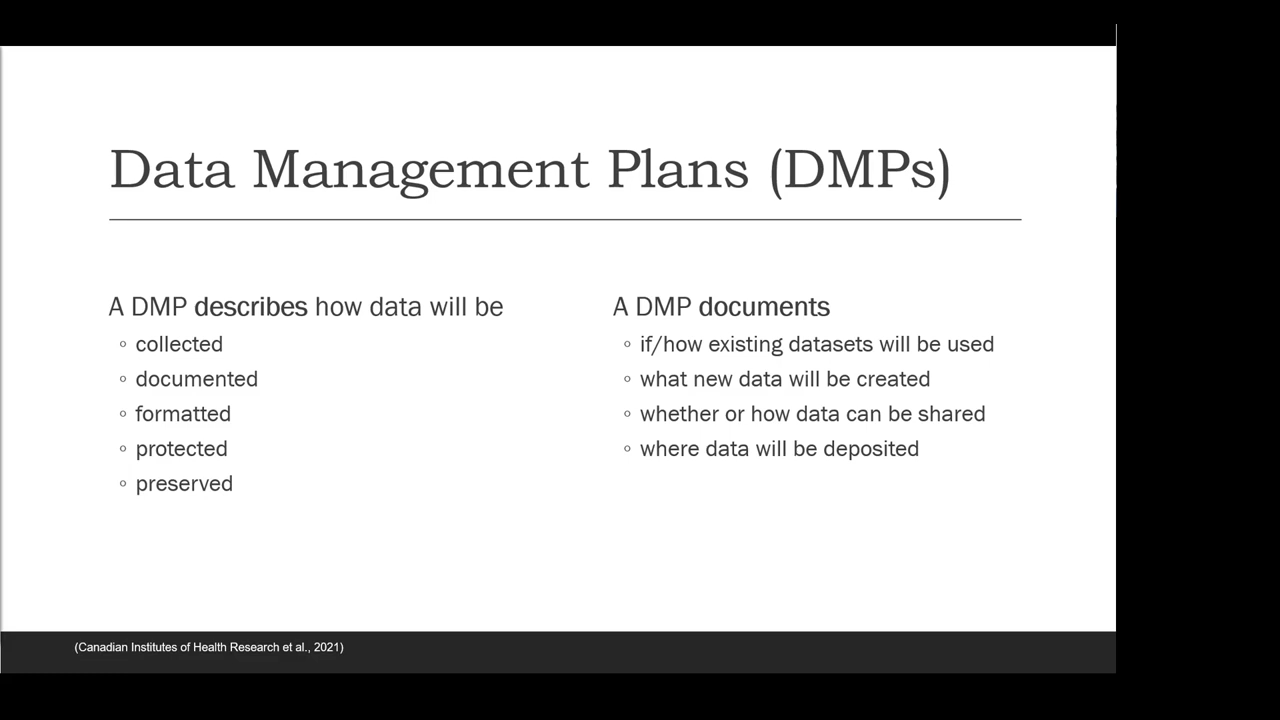 Data Management Plans (DMPs)
A DMP describes how data will be
◦ collected
◦ documented
◦ formatted
◦ protected
◦ preserved
A DMP documents
◦ if/how existing datasets will be used
◦ what new data will be created
◦ whether or how data can be shared
◦ where data will be deposited
(Canadian Institutes of Health Research et al., 2021)